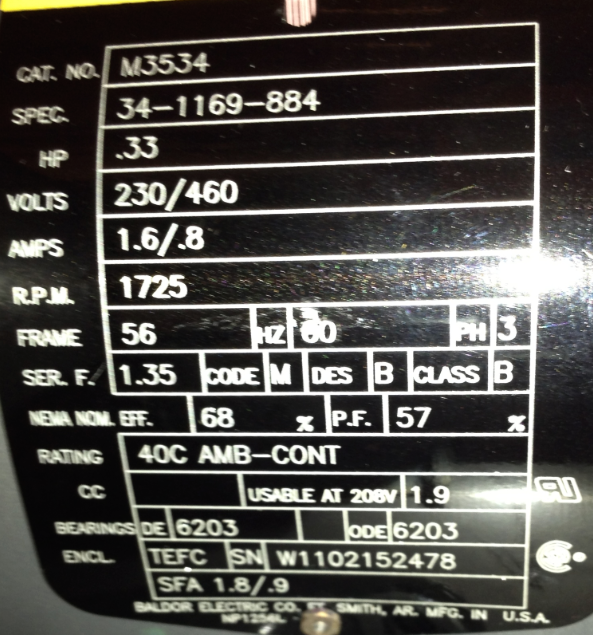 CAT. NO. M3534
SPEC. 34-1169-884
HP .33
VOLTS 230/460
AMPS 1.6/.8
R.P.M. 1725
FRAME 56 HZ 60 PH 3
SER. F. 1.35 CODE M DES B CLASS B
NEMA NOM. EFF. 68 % P.F. 57 %
RATING 40C AMB-CONT
CC USABLE AT 208V 1.9
BEARINGS DE 6203 ODE 6203
ENCL. TEFC SN W1102152478
SFA 1.8/.9
BALDOR ELECTRIC CO. FT. SMITH, AR. MFG. IN U.S.A.